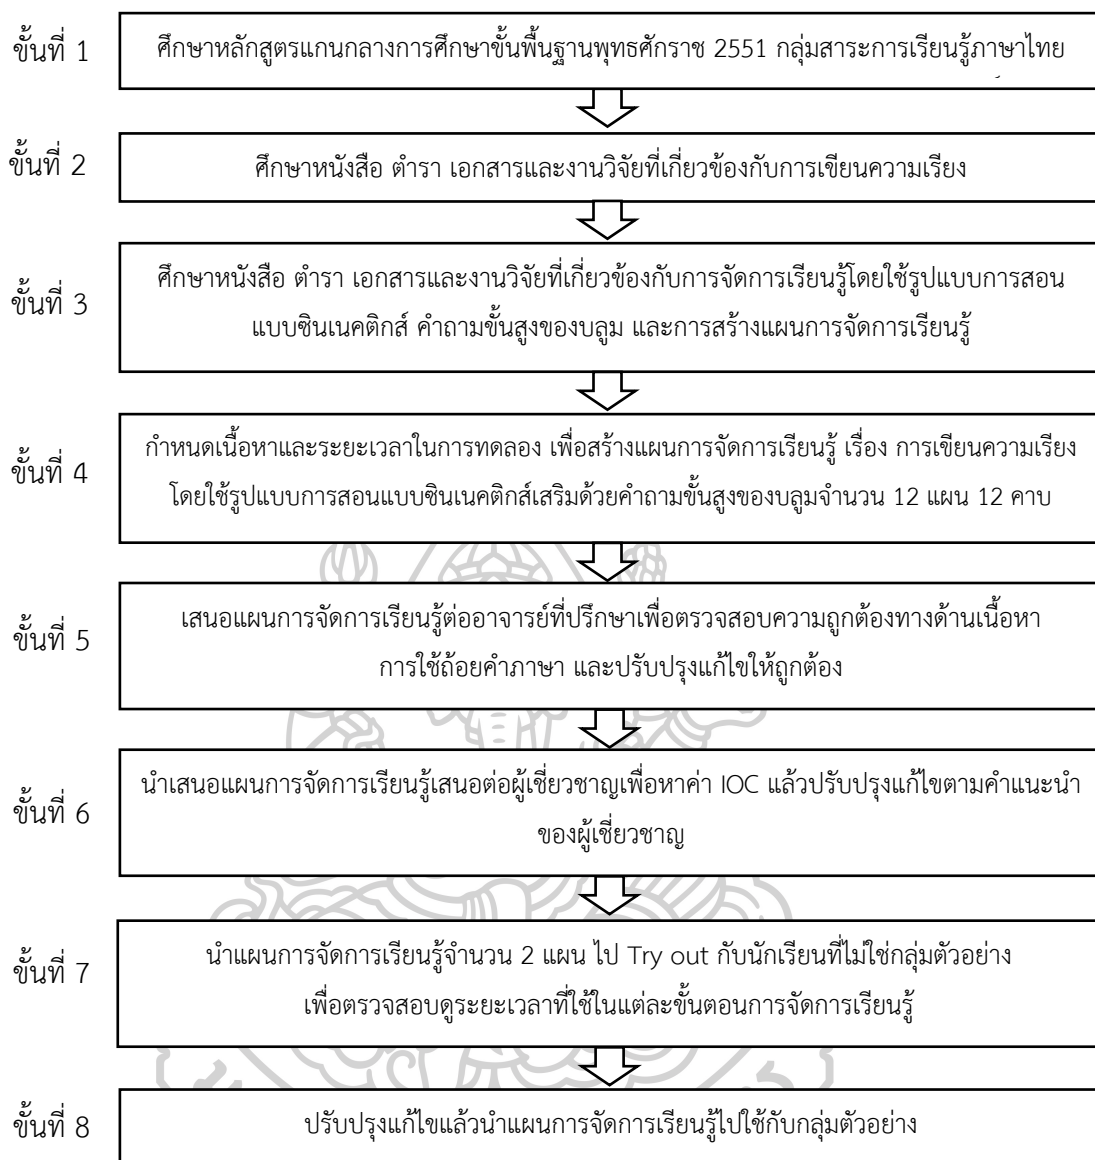 ขั้นที่ 1
ศึกษาหลักสูตรแกนกลางการศึกษาขั้นพื้นฐานพุทธศักราช 2551 กลุ่มสาระการเรียนรู้ภาษาไทย
ขั้นที่ 2
ศึกษาหนังสือ ตำรา เอกสารและงานวิจัยที่เกี่ยวข้องกับการเขียนความเรียง
ขั้นที่ 3
ศึกษาหนังสือ ตำรา เอกสารและงานวิจัยที่เกี่ยวข้องกับการจัดการเรียนรู้โดยใช้รูปแบบการสอน
แบบซินเนคติกส์ คำถามขั้นสูงของบลูม และการสร้างแผนการจัดการเรียนรู้
ขั้นที่ 4
กำหนดเนื้อหาและระยะเวลาในการทดลอง เพื่อสร้างแผนการจัดการเรียนรู้ เรื่อง การเขียนความเรียง
โดยใช้รูปแบบการสอนแบบซินเนคติกส์เสริมด้วยคำถามขั้นสูงของบลูมจำนวน 12 แผน 12 คาบ
ขั้นที่ 5
เสนอแผนการจัดการเรียนรู้ต่ออาจารย์ที่ปรึกษาเพื่อตรวจสอบความถูกต้องทางด้านเนื้อหา
การใช้ถ้อยคำภาษา และปรับปรุงแก้ไขให้ถูกต้อง
ขั้นที่ 6
นำเสนอแผนการจัดการเรียนรู้เสนอต่อผู้เชี่ยวชาญเพื่อหาค่า IOC แล้วปรับปรุงแก้ไขตามคำแนะนำ
ของผู้เชี่ยวชาญ
ขั้นที่ 7
นำแผนการจัดการเรียนรู้จำนวน 2 แผน ไป Try out กับนักเรียนที่ไม่ใช่กลุ่มตัวอย่าง
เพื่อตรวจสอบดูระยะเวลาที่ใช้ในแต่ละขั้นตอนการจัดการเรียนรู้
ขั้นที่ 8
ปรับปรุงแก้ไขแล้วนำแผนการจัดการเรียนรู้ไปใช้กับกลุ่มตัวอย่าง